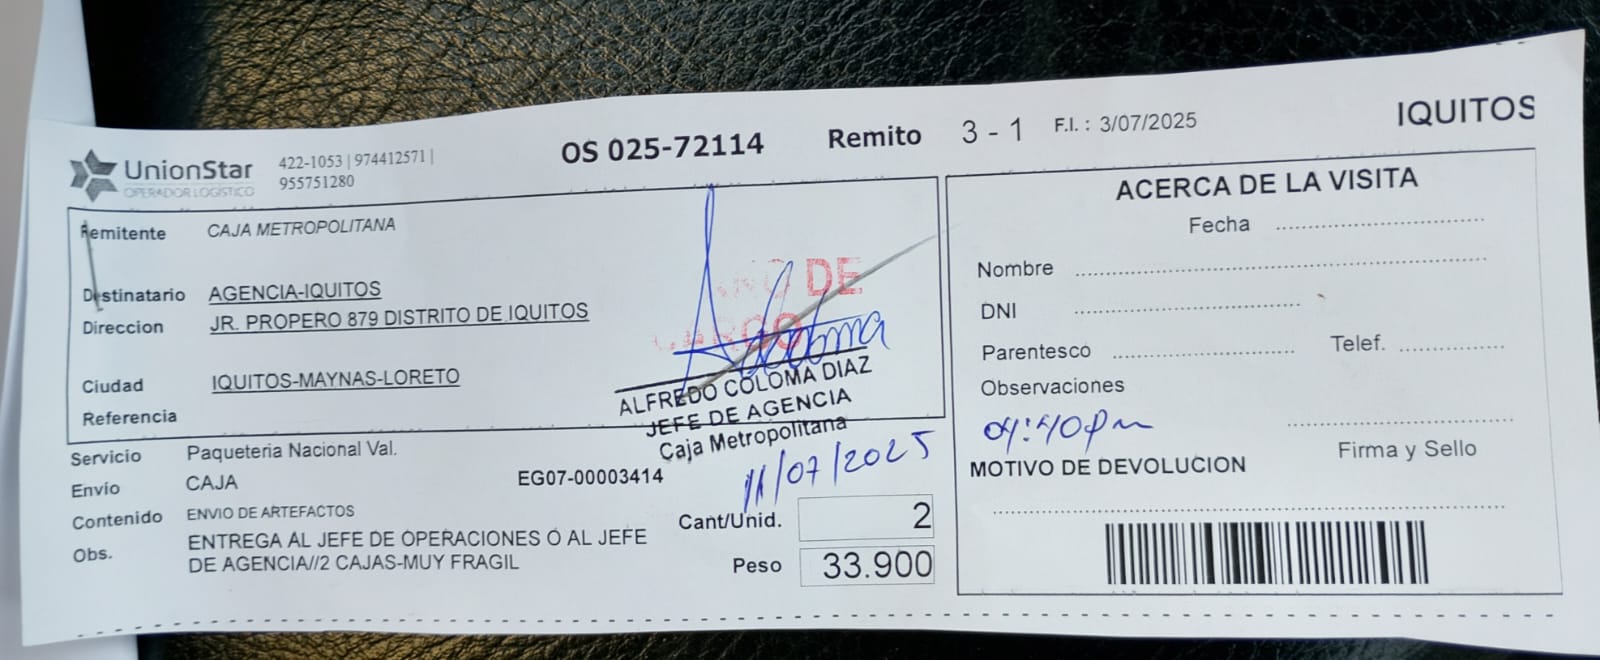 UnionStar
OPERADOR LOGÍSTICO
422-1053 | 974412571 |
955751280
OS 025-72114
Remito 3 - 1
F.I. : 3/07/2025
IQUITOS
Remitente CAJA METROPOLITANA
Destinatario AGENCIA-IQUITOS
Direccion JR. PROPERO 879 DISTRITO DE IQUITOS
Ciudad IQUITOS-MAYNAS-LORETO
Referencia
DE
CARGO
ALFREDO COLOMA DIAZ
JEFE DE AGENCIA
Caja Metropolitana
11/07/2025
Servicio Paqueteria Nacional Val.
Envío CAJA
EG07-00003414
Contenido ENVIO DE ARTEFACTOS
Obs. ENTREGA AL JEFE DE OPERACIONES O AL JEFE
DE AGENCIA//2 CAJAS-MUY FRAGIL
Cant/Unid. 2
Peso 33.900
ACERCA DE LA VISITA
Fecha
Nombre
DNI
Parentesco
Telef.
Observaciones
04:40pm
Firma y Sello
MOTIVO DE DEVOLUCION